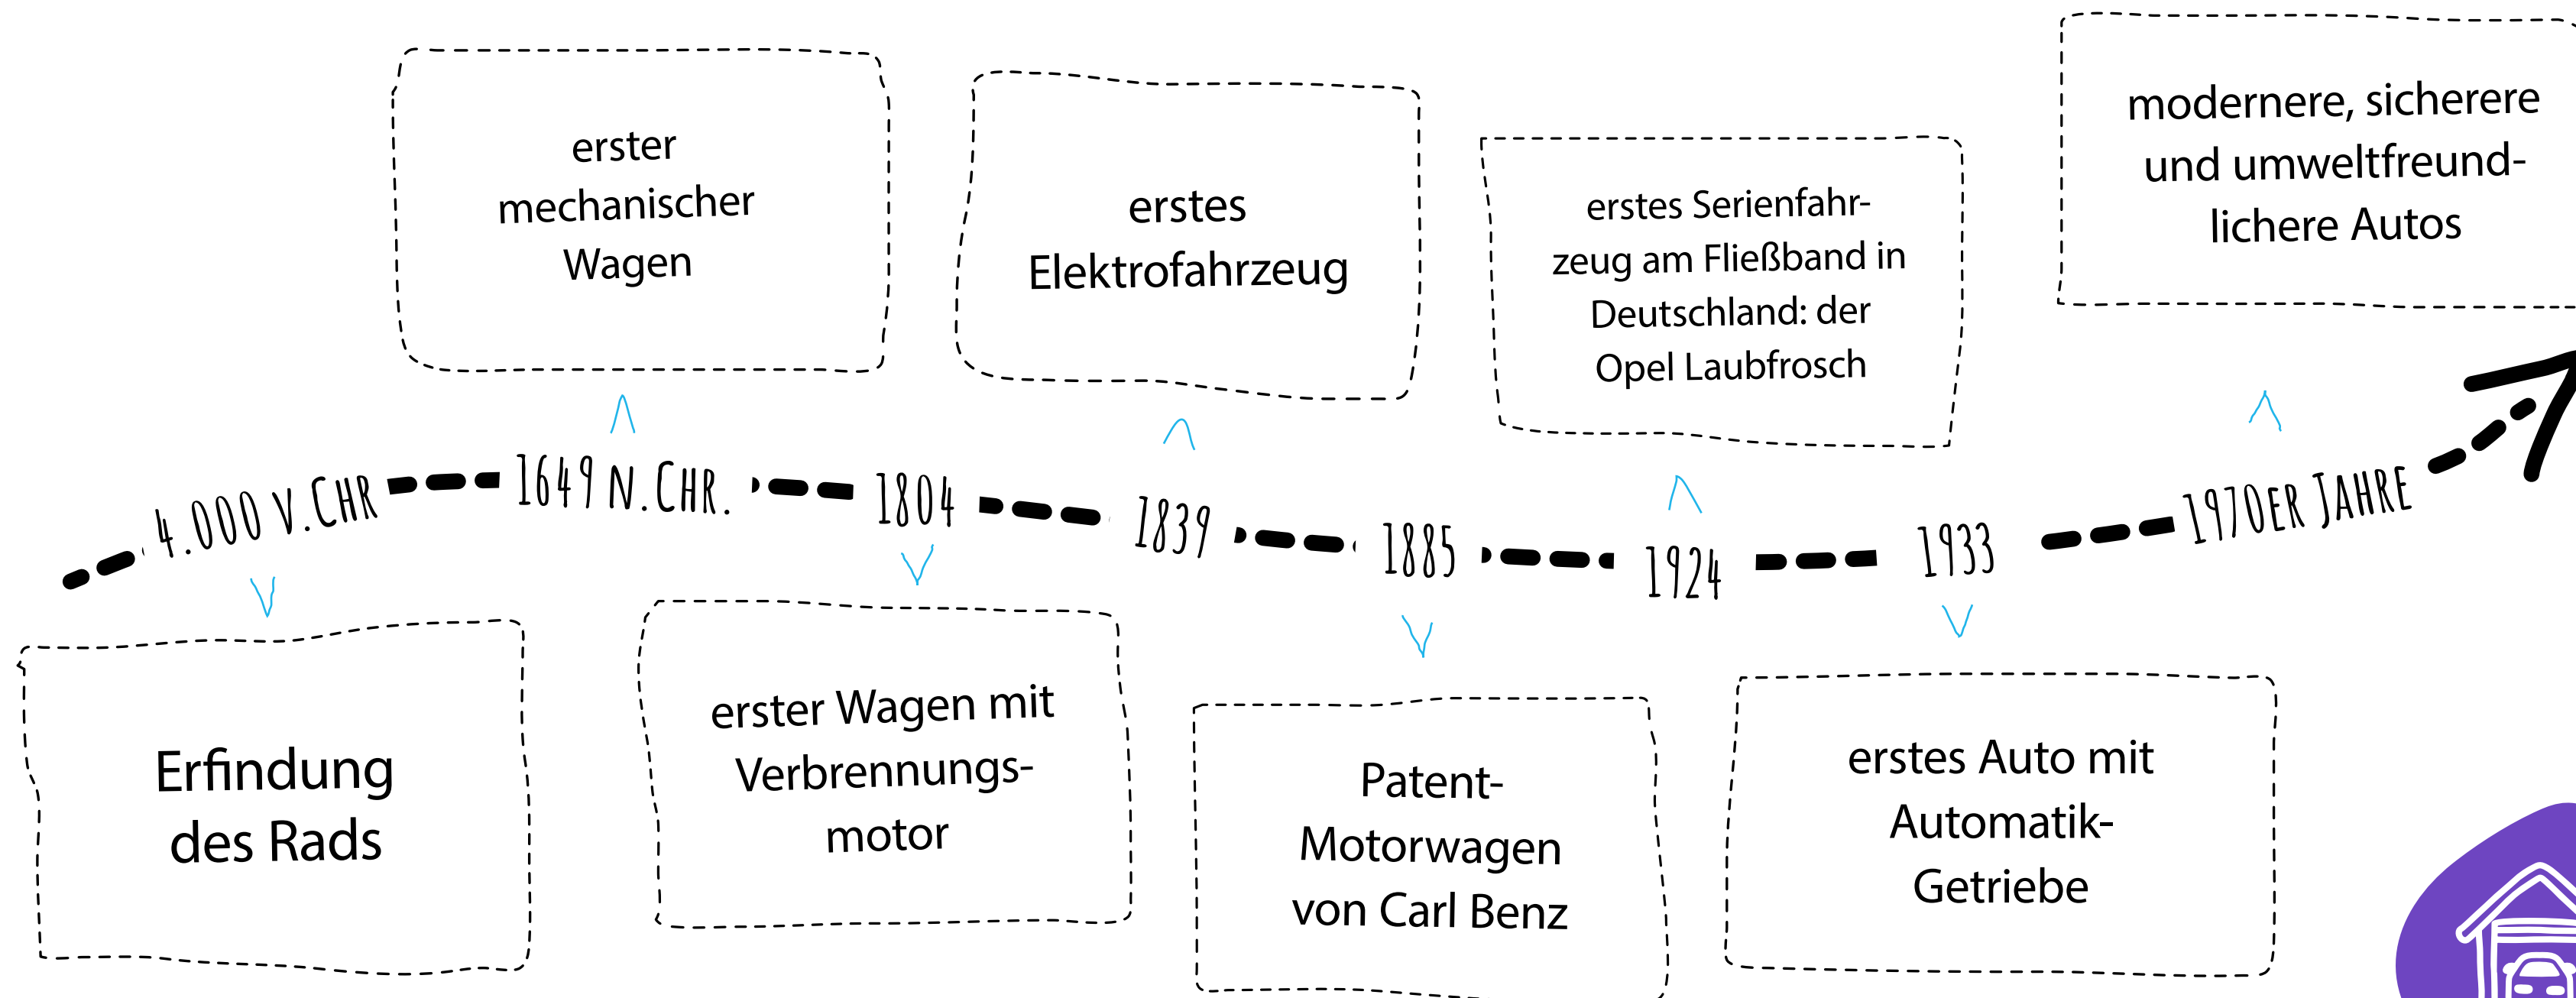 erster
mechanischer
Wagen
erstes
Elektrofahrzeug
erstes Serienfahr-
zeug am Fließband in
Deutschland: der
Opel Laubfrosch
modernere, sicherere
und umweltfreund-
lichere Autos
4.000 v.Chr
1649 n.Chr.
1804
1839
1885
1924
1933
1970er Jahre
Erfindung
des Rads
erster Wagen mit
Verbrennungs-
motor
Patent-
Motorwagen
von Carl Benz
erstes Auto mit
Automatik-
Getriebe